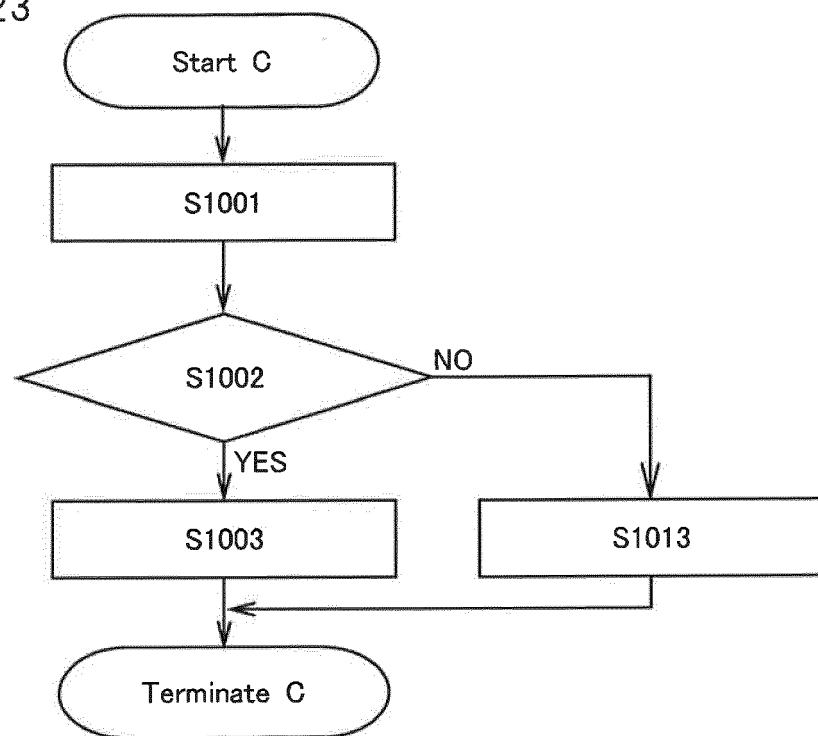 23
Start C
S1001
S1002
NO
YES
S1003
S1013
Terminate C